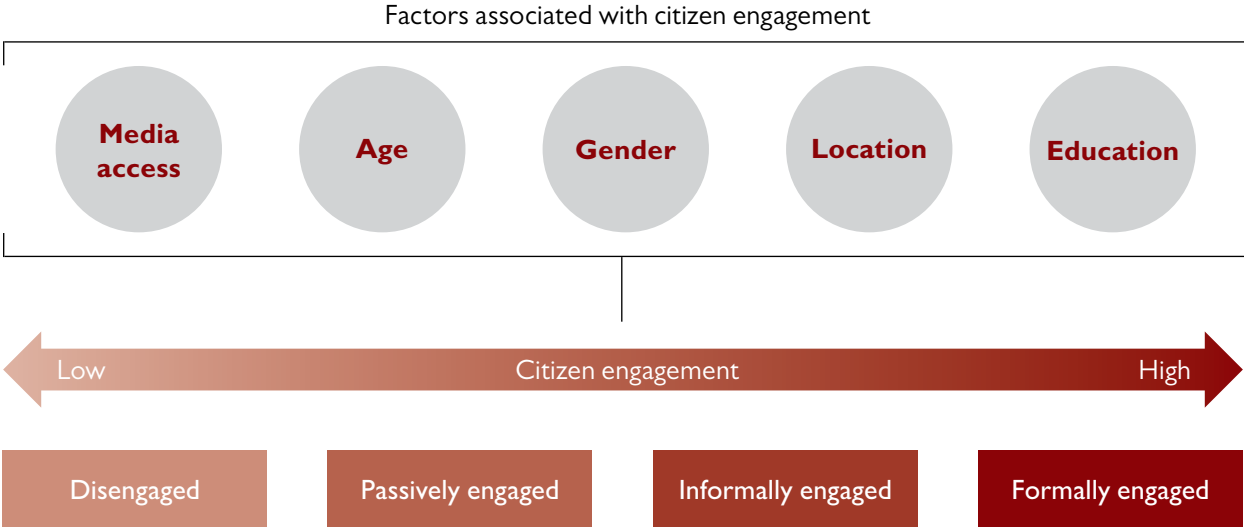 Factors associated with citizen engagement
Media
access
Age
Gender
Location
Education
Low
Citizen engagement
High
Disengaged
Passively engaged
Informally engaged
Formally engaged